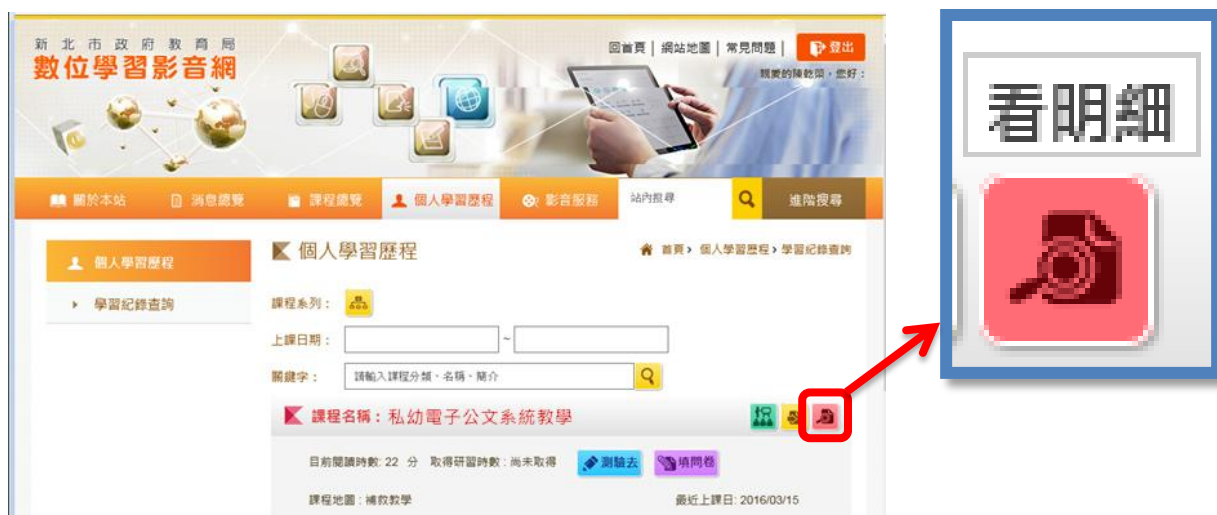 新北市政府教育局
數位學習影音網
回首頁 | 網站地圖 | 常見問題 | 登出
親愛的陳乾榮，您好：
關於本站 消息總覽 課程總覽 個人學習歷程 影音服務 站內搜尋 進階搜尋
個人學習歷程
學習紀錄查詢
個人學習歷程
首頁› 個人學習歷程›學習紀錄查詢
課程系列：
上課日期： ~
關鍵字： 請輸入課程分類、名稱、簡介
課程名稱：私幼電子公文系統教學
目前閱讀時數: 22 分 取得研習時數 : 尚未取得 測驗去 填問卷
課程地圖 : 補救教學 最近上課日: 2016/03/15
看明細